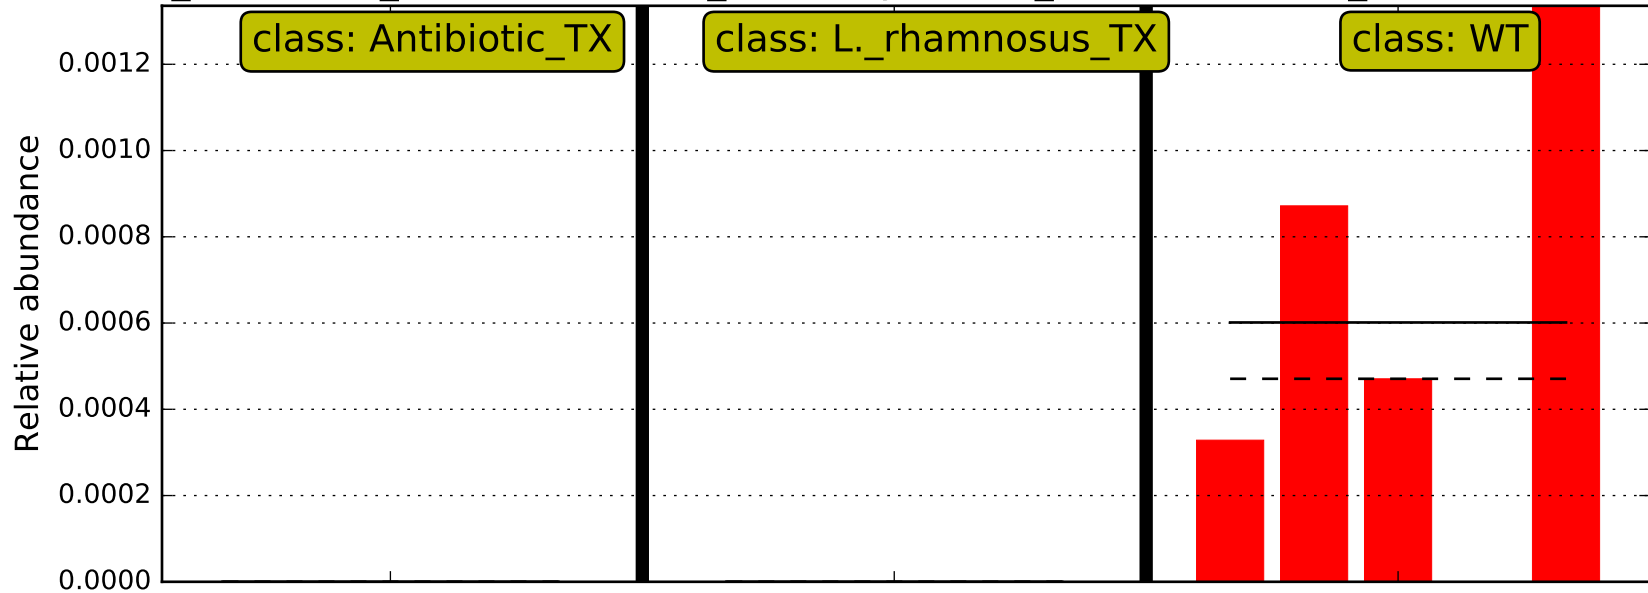 class: Antibiotic_TX
class: L._rhamnosus_TX
class: WT
Relative abundance
0.0012
0.0010
0.0008
0.0006
0.0004
0.0002
0.0000